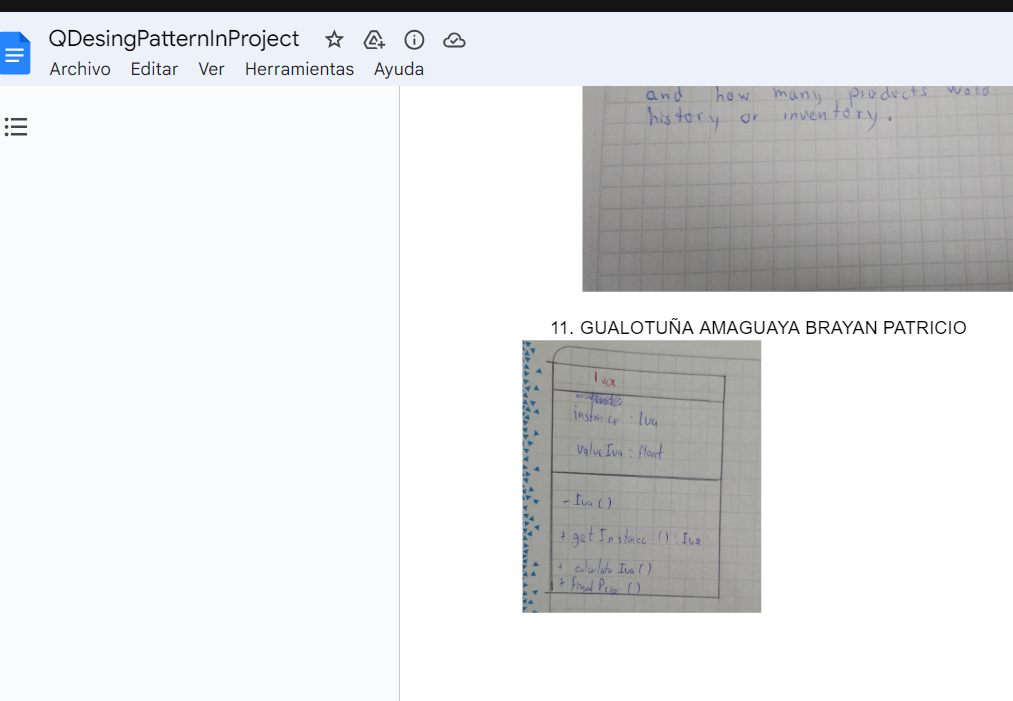 QDesingPatternInProject
Archivo Editar Ver Herramientas Ayuda
and how many products
history or inventory.
11. GUALOTUÑA AMAGUAYA BRAYAN PATRICIO
Iva
instance : Iva
valueIva : float
- Iva ()
+ getInstance () : Iva
+ calculate Iva ()
+ final Price ()